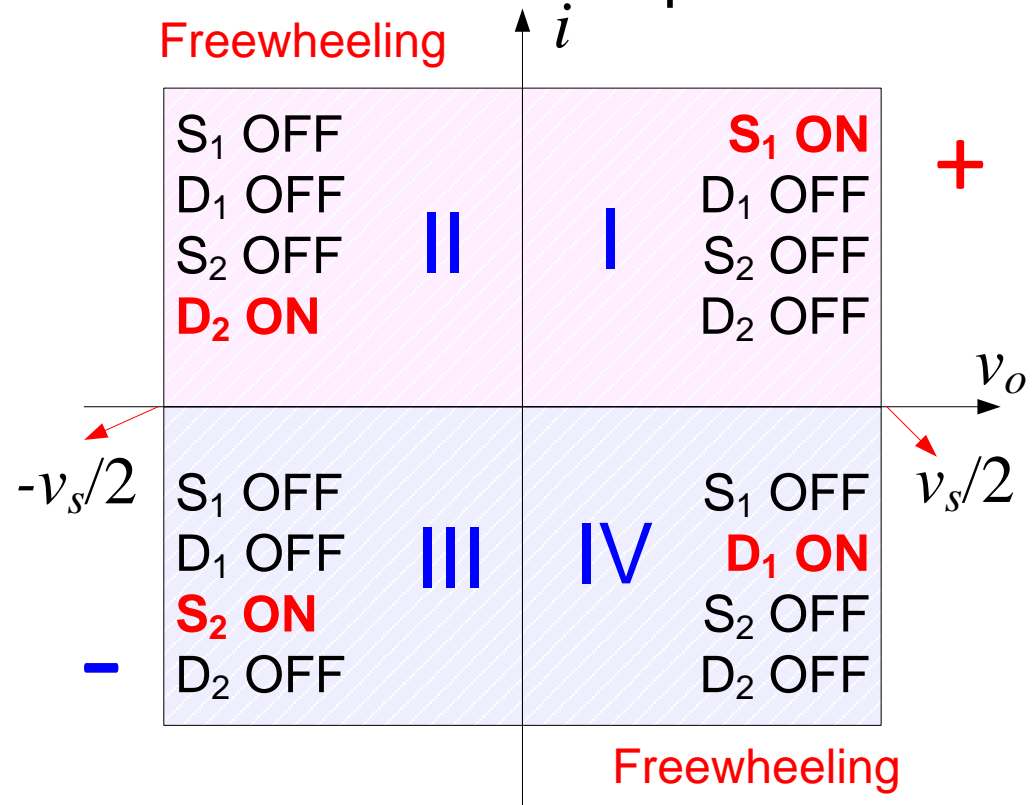 Freewheeling
i
S₁ OFF
D₁ OFF
S₂ OFF
D₂ ON
II
I
S₁ ON
D₁ OFF
S₂ OFF
D₂ OFF
+
vₒ
-vₛ/2
vₛ/2
S₁ OFF
D₁ OFF
S₂ ON
D₂ OFF
III
IV
S₁ OFF
D₁ ON
S₂ OFF
D₂ OFF
-
Freewheeling